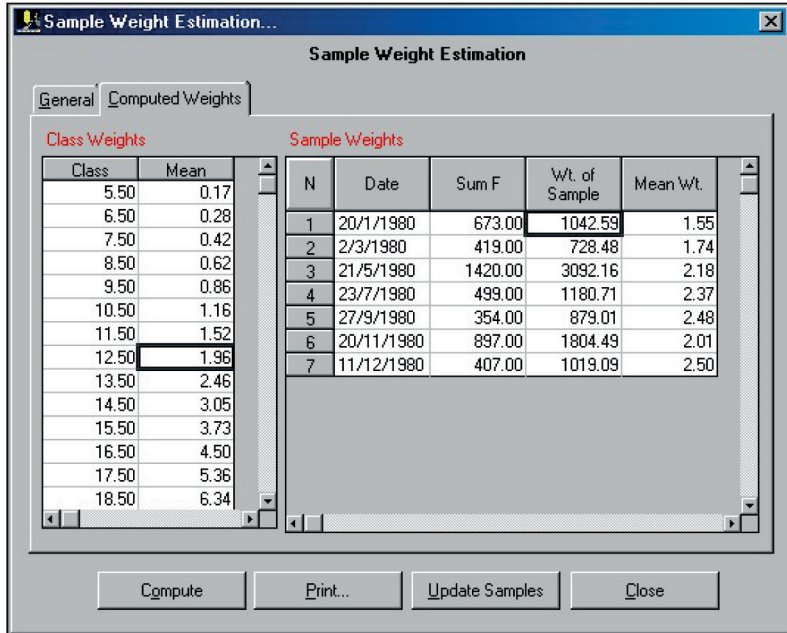 Sample Weight Estimation...
Sample Weight Estimation
General Computed Weights
Class Weights
Class Mean
5.50 0.17
6.50 0.28
7.50 0.42
8.50 0.62
9.50 0.86
10.50 1.16
11.50 1.52
12.50 1.96
13.50 2.46
14.50 3.05
15.50 3.73
16.50 4.50
17.50 5.36
18.50 6.34
Sample Weights
N Date Sum F Wt. of Sample Mean Wt.
1 20/1/1980 673.00 1042.59 1.55
2 2/3/1980 419.00 728.48 1.74
3 21/5/1980 1420.00 3092.16 2.18
4 23/7/1980 499.00 1180.71 2.37
5 27/9/1980 354.00 879.01 2.48
6 20/11/1980 897.00 1804.49 2.01
7 11/12/1980 407.00 1019.09 2.50
Compute Print... Update Samples Close